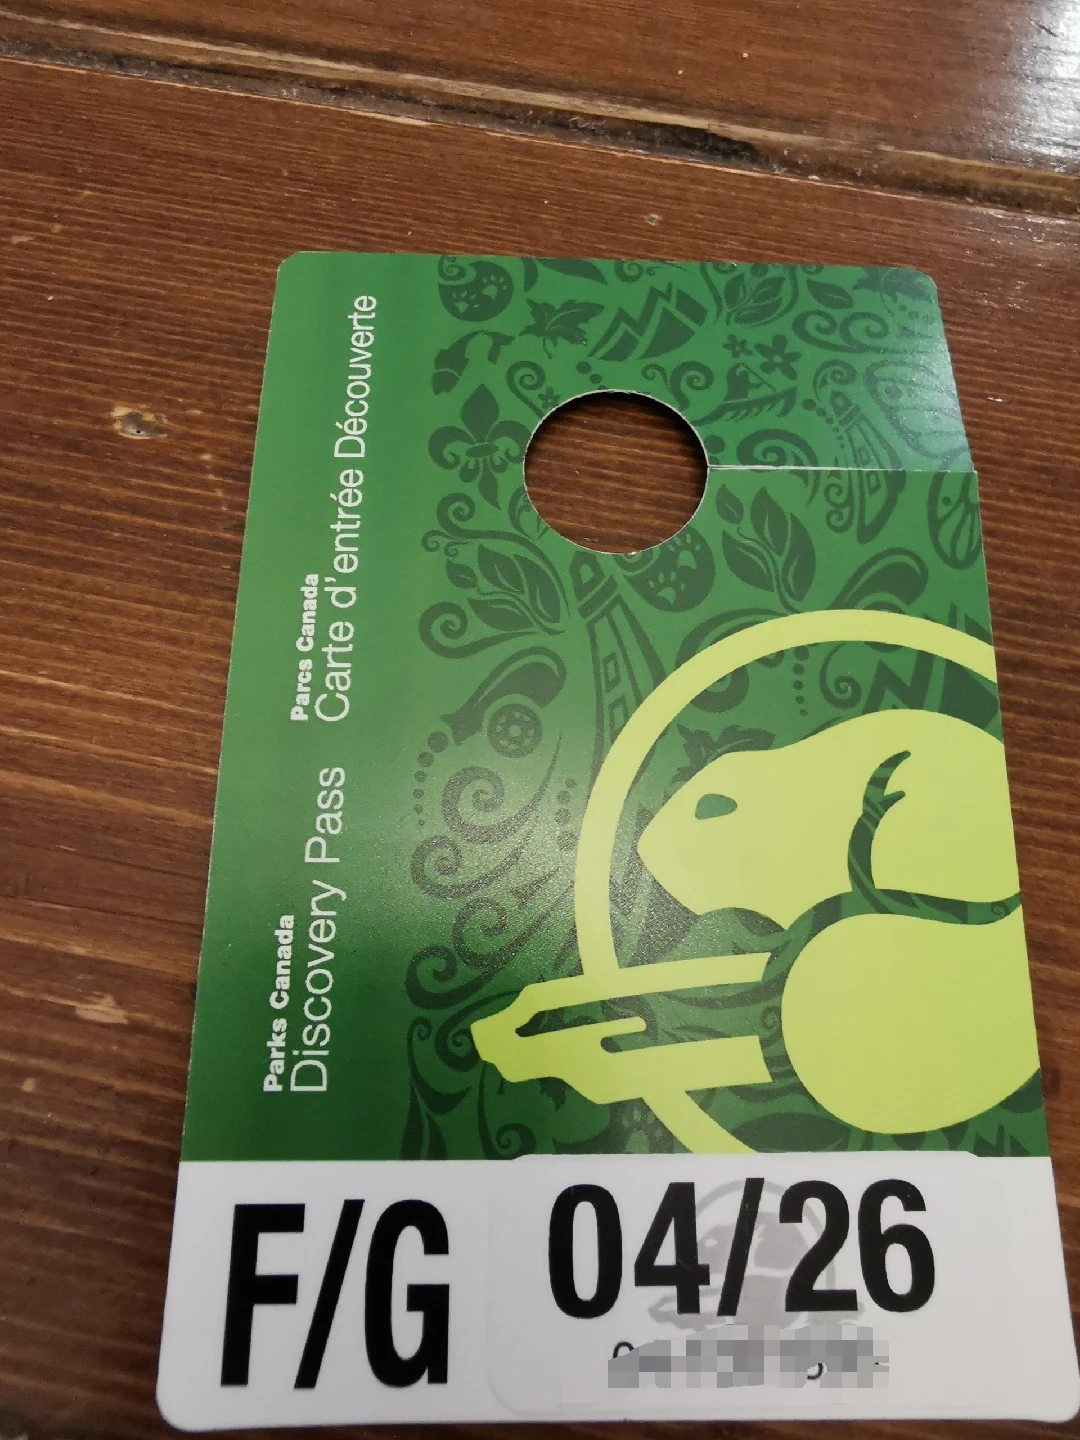 Parks Canada
Discovery Pass
Parcs Canada
Carte d'entrée Découverte
F/G
04/26